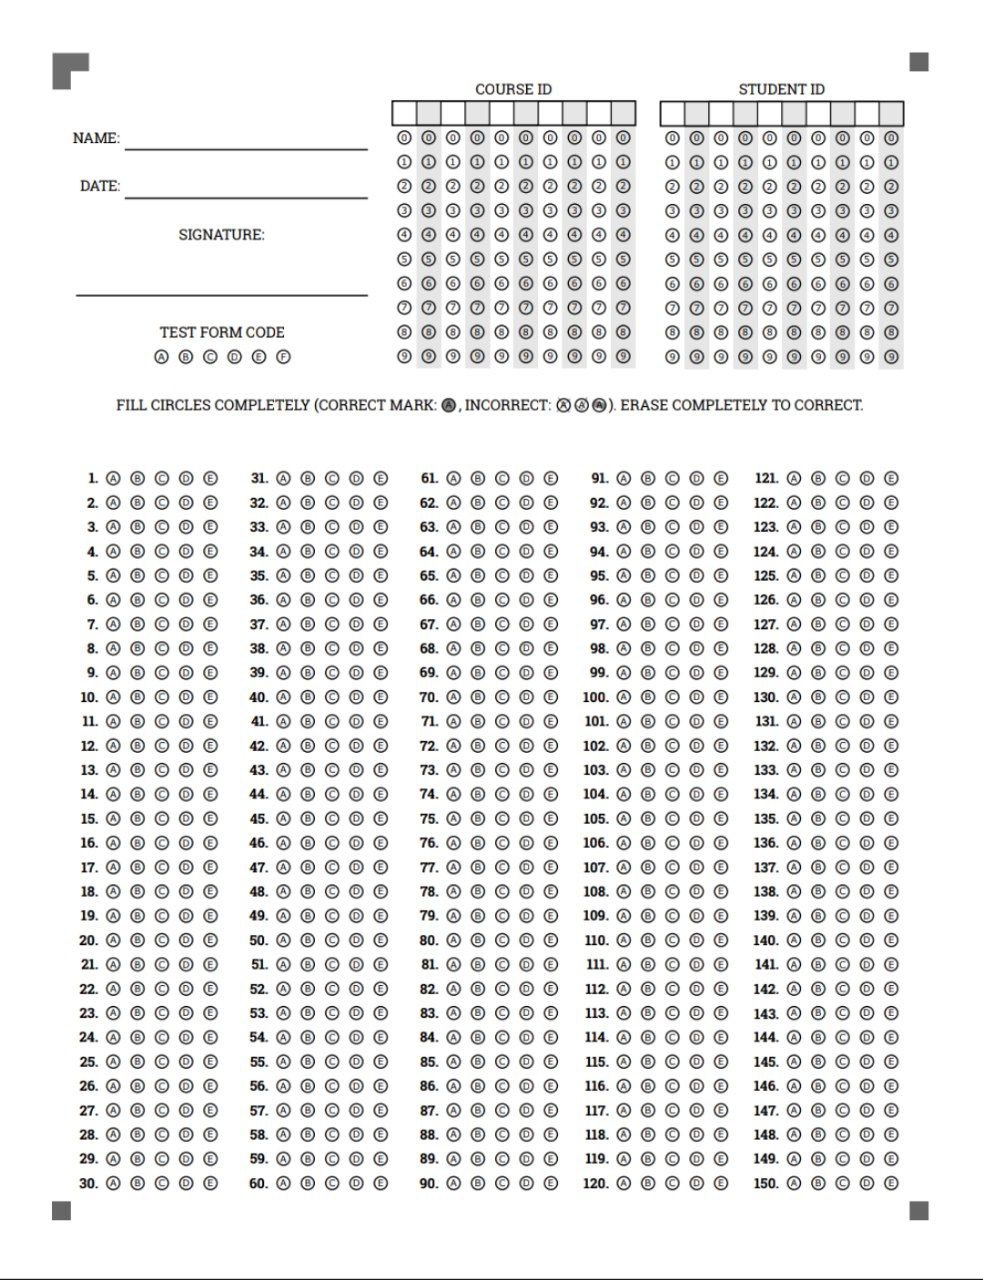 COURSE ID
0 0 0 0 0 0 0 0 0 0
1 1 1 1 1 1 1 1 1 1
2 2 2 2 2 2 2 2 2 2
3 3 3 3 3 3 3 3 3 3
4 4 4 4 4 4 4 4 4 4
5 5 5 5 5 5 5 5 5 5
6 6 6 6 6 6 6 6 6 6
7 7 7 7 7 7 7 7 7 7
8 8 8 8 8 8 8 8 8 8
9 9 9 9 9 9 9 9 9 9
STUDENT ID
0 0 0 0 0 0 0 0 0 0
1 1 1 1 1 1 1 1 1 1
2 2 2 2 2 2 2 2 2 2
3 3 3 3 3 3 3 3 3 3
4 4 4 4 4 4 4 4 4 4
5 5 5 5 5 5 5 5 5 5
6 6 6 6 6 6 6 6 6 6
7 7 7 7 7 7 7 7 7 7
8 8 8 8 8 8 8 8 8 8
9 9 9 9 9 9 9 9 9 9
NAME:
DATE:
SIGNATURE:
TEST FORM CODE
A B C D E F
FILL CIRCLES COMPLETELY (CORRECT MARK: A, INCORRECT: A A A). ERASE COMPLETELY TO CORRECT.
1. A B C D E 31. A B C D E 61. A B C D E 91. A B C D E 121. A B C D E
2. A B C D E 32. A B C D E 62. A B C D E 92. A B C D E 122. A B C D E
3. A B C D E 33. A B C D E 63. A B C D E 93. A B C D E 123. A B C D E
4. A B C D E 34. A B C D E 64. A B C D E 94. A B C D E 124. A B C D E
5. A B C D E 35. A B C D E 65. A B C D E 95. A B C D E 125. A B C D E
6. A B C D E 36. A B C D E 66. A B C D E 96. A B C D E 126. A B C D E
7. A B C D E 37. A B C D E 67. A B C D E 97. A B C D E 127. A B C D E
8. A B C D E 38. A B C D E 68. A B C D E 98. A B C D E 128. A B C D E
9. A B C D E 39. A B C D E 69. A B C D E 99. A B C D E 129. A B C D E
10. A B C D E 40. A B C D E 70. A B C D E 100. A B C D E 130. A B C D E
11. A B C D E 41. A B C D E 71. A B C D E 101. A B C D E 131. A B C D E
12. A B C D E 42. A B C D E 72. A B C D E 102. A B C D E 132. A B C D E
13. A B C D E 43. A B C D E 73. A B C D E 103. A B C D E 133. A B C D E
14. A B C D E 44. A B C D E 74. A B C D E 104. A B C D E 134. A B C D E
15. A B C D E 45. A B C D E 75. A B C D E 105. A B C D E 135. A B C D E
16. A B C D E 46. A B C D E 76. A B C D E 106. A B C D E 136. A B C D E
17. A B C D E 47. A B C D E 77. A B C D E 107. A B C D E 137. A B C D E
18. A B C D E 48. A B C D E 78. A B C D E 108. A B C D E 138. A B C D E
19. A B C D E 49. A B C D E 79. A B C D E 109. A B C D E 139. A B C D E
20. A B C D E 50. A B C D E 80. A B C D E 110. A B C D E 140. A B C D E
21. A B C D E 51. A B C D E 81. A B C D E 111. A B C D E 141. A B C D E
22. A B C D E 52. A B C D E 82. A B C D E 112. A B C D E 142. A B C D E
23. A B C D E 53. A B C D E 83. A B C D E 113. A B C D E 143. A B C D E
24. A B C D E 54. A B C D E 84. A B C D E 114. A B C D E 144. A B C D E
25. A B C D E 55. A B C D E 85. A B C D E 115. A B C D E 145. A B C D E
26. A B C D E 56. A B C D E 86. A B C D E 116. A B C D E 146. A B C D E
27. A B C D E 57. A B C D E 87. A B C D E 117. A B C D E 147. A B C D E
28. A B C D E 58. A B C D E 88. A B C D E 118. A B C D E 148. A B C D E
29. A B C D E 59. A B C D E 89. A B C D E 119. A B C D E 149. A B C D E
30. A B C D E 60. A B C D E 90. A B C D E 120. A B C D E 150. A B C D E